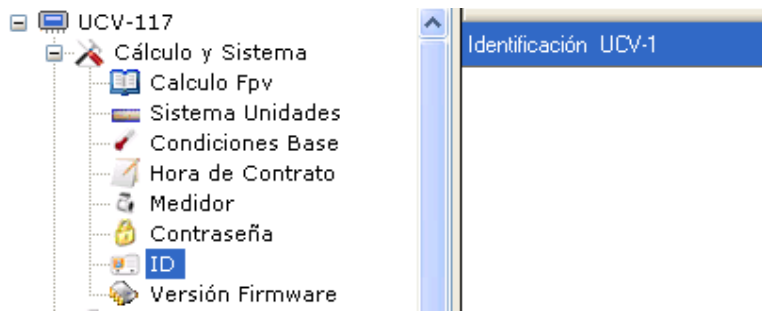 UCV-117
Cálculo y Sistema
Calculo Fpv
Sistema Unidades
Condiciones Base
Hora de Contrato
Medidor
Contraseña
ID
Versión Firmware
Identificación UCV-1